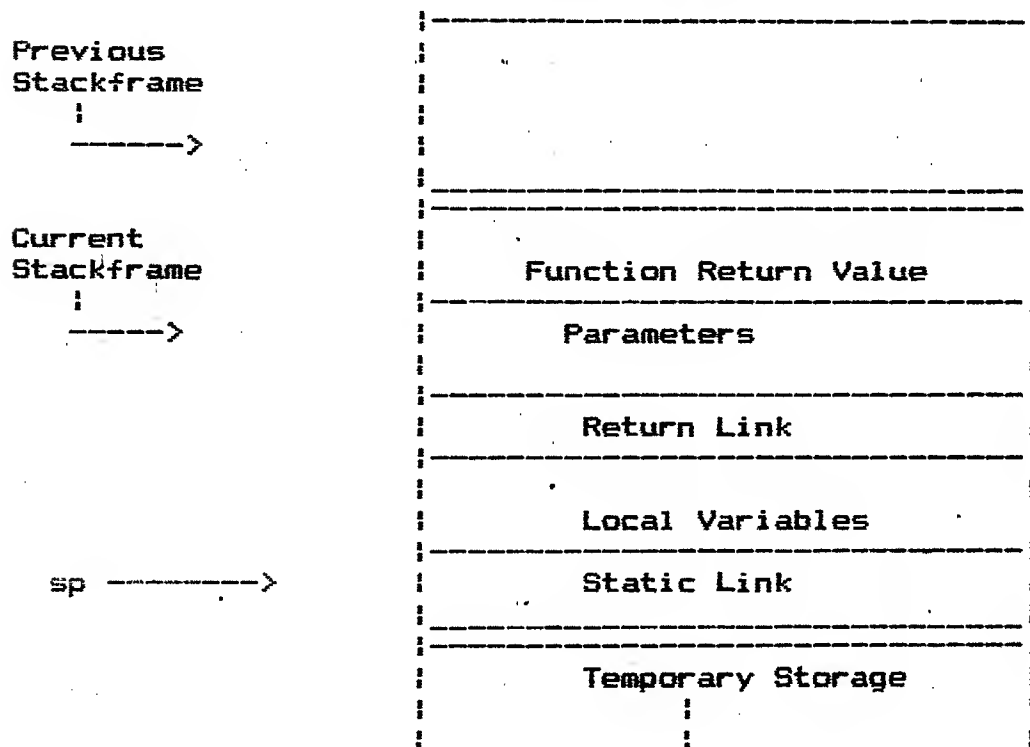 Previous
Stackframe
Current
Stackframe
Function Return Value
Parameters
Return Link
Local Variables
sp
Static Link
Temporary Storage